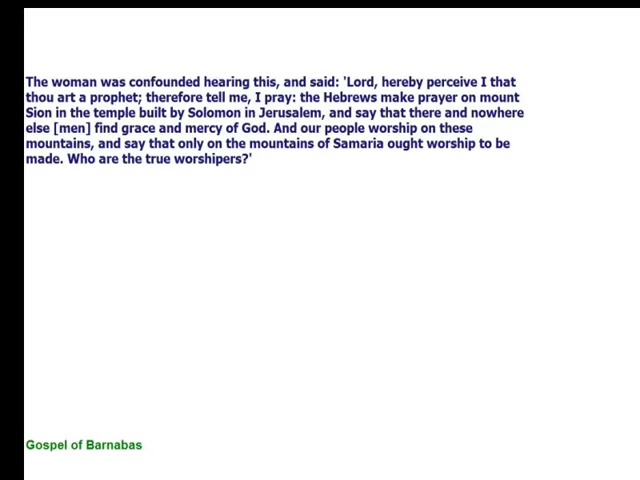 The woman was confounded hearing this, and said: 'Lord, hereby perceive I that
thou art a prophet; therefore tell me, I pray: the Hebrews make prayer on mount
Sion in the temple built by Solomon in Jerusalem, and say that there and nowhere
else [men] find grace and mercy of God. And our people worship on these
mountains, and say that only on the mountains of Samaria ought worship to be
made. Who are the true worshipers?'
Gospel of Barnabas